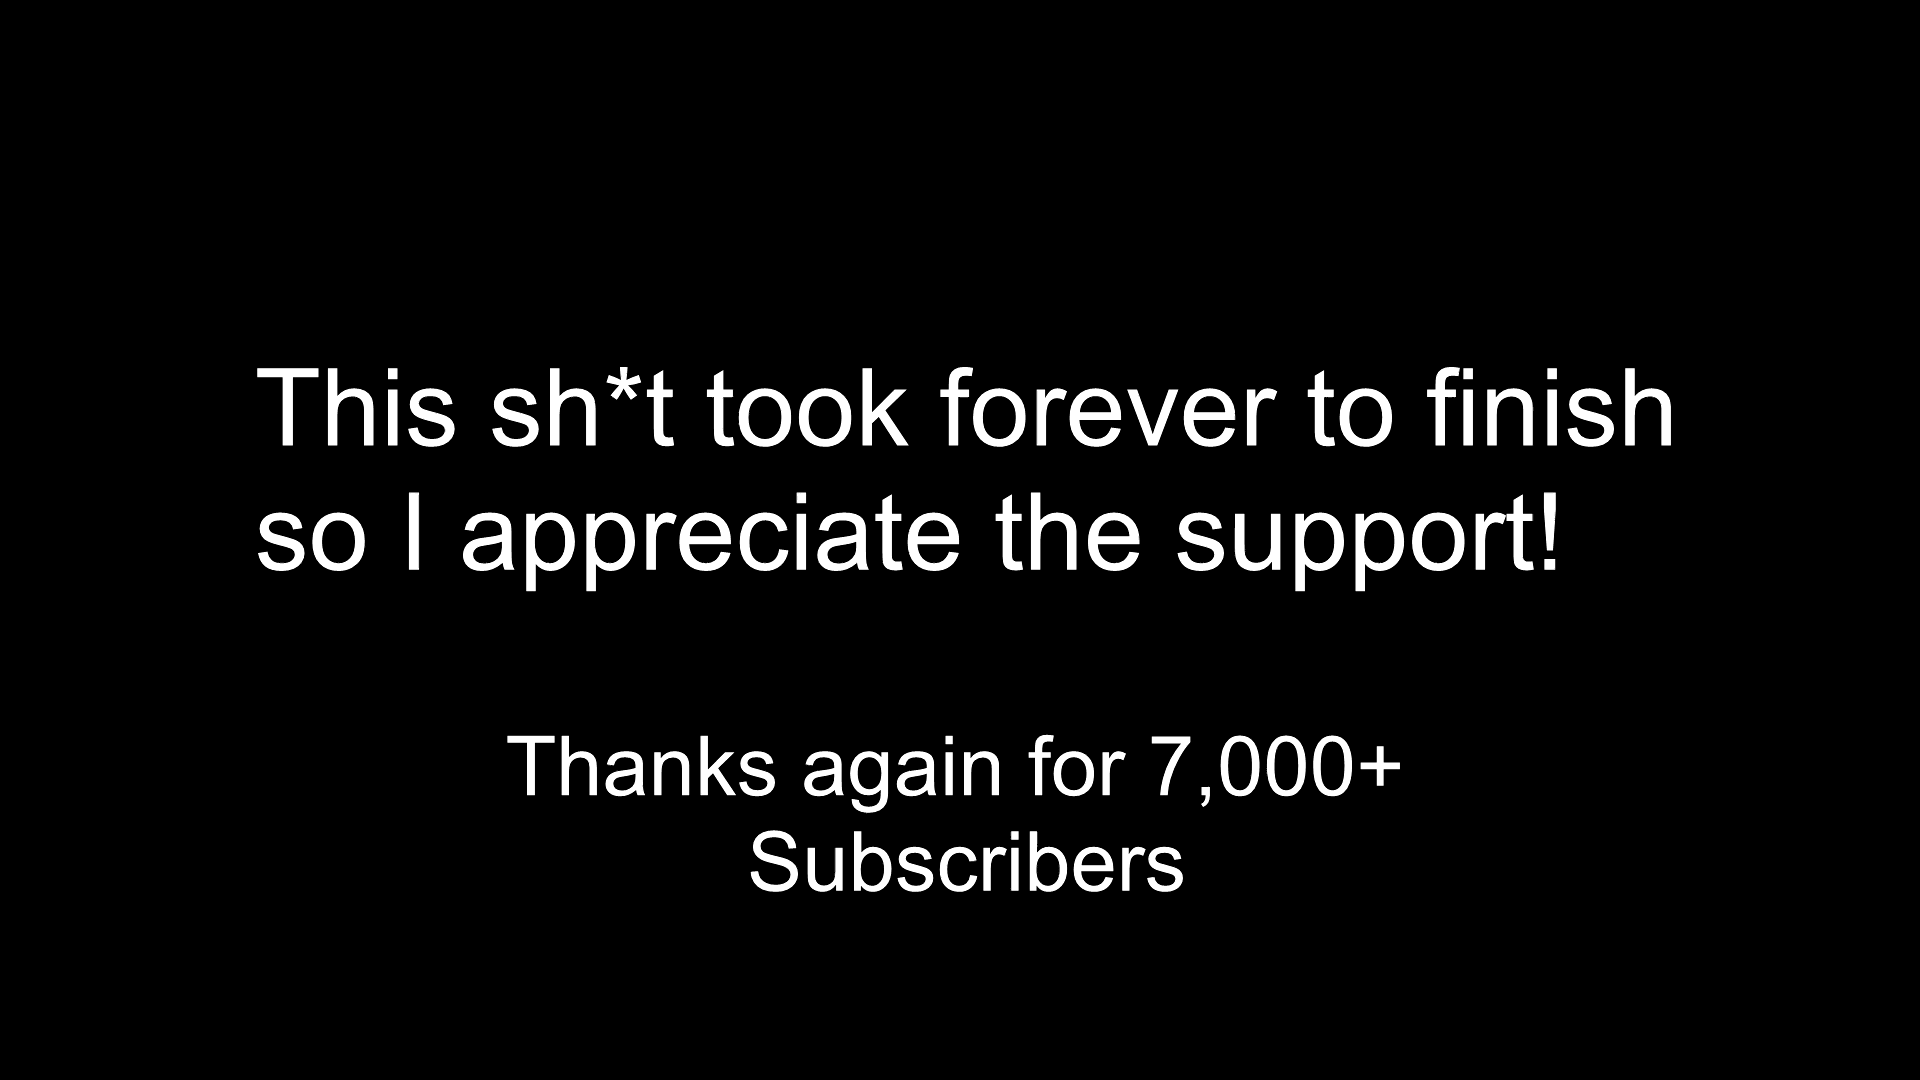 This sh*t took forever to finish
so I appreciate the support!
Thanks again for 7,000+
Subscribers